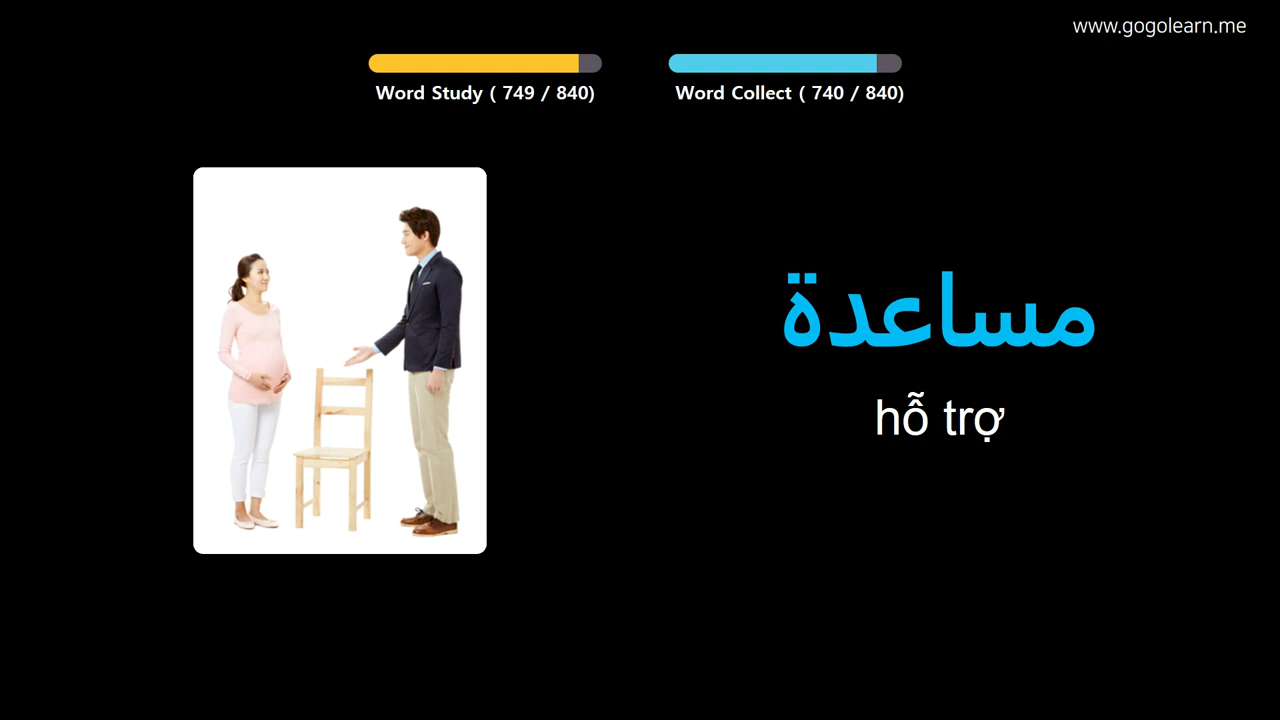 www.gogolearn.me
Word Study ( 749 / 840)
Word Collect ( 740 / 840)
مساعدة
hỗ trợ